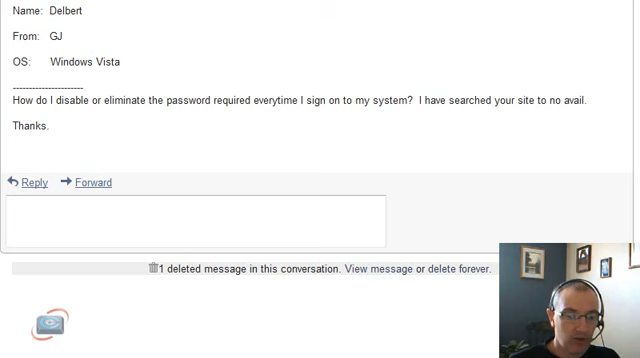 Name: Delbert
From: GJ
OS: Windows Vista
----------------------
How do I disable or eliminate the password required everytime I sign on to my system? I have searched your site to no avail.
Thanks.
Reply Forward
1 deleted message in this conversation. View message or delete forever.